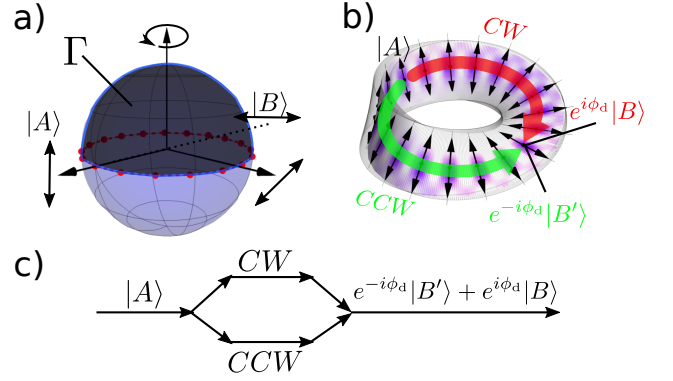 a)
Γ
|A⟩
|B⟩
b)
|A⟩
CW
e^{iϕ_d}|B⟩
CCW
e^{-iϕ_d}|B'⟩
c)
|A⟩
CW
CCW
e^{-iϕ_d}|B'⟩ + e^{iϕ_d}|B⟩